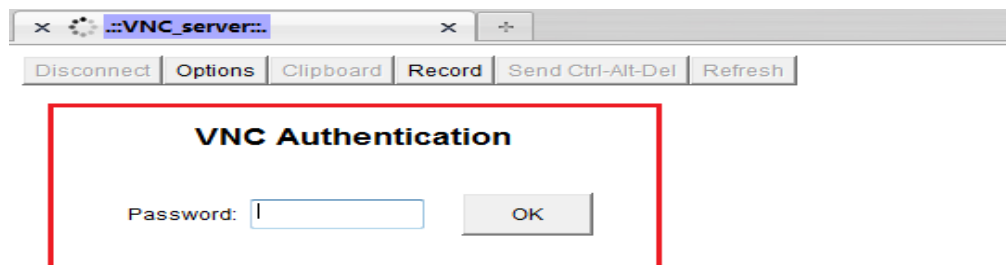 .::VNC_server::.
Disconnect Options Clipboard Record Send Ctrl-Alt-Del Refresh
VNC Authentication
Password: OK